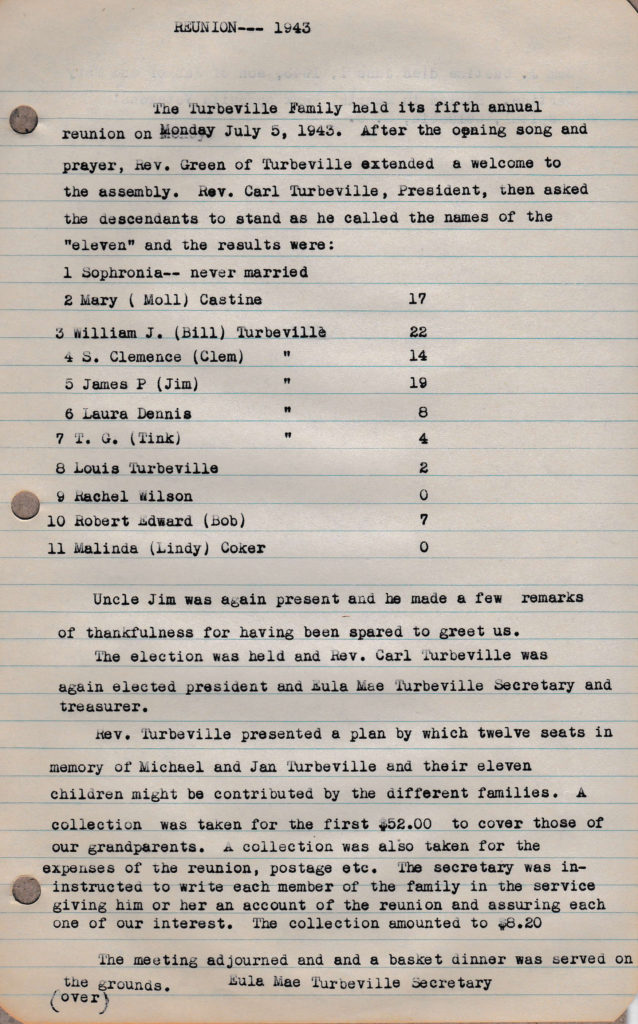 REUNION--- 1943
The Turbeville Family held its fifth annual
reunion on Monday July 5, 1943. After the opning song and
prayer, Rev. Green of Turbeville extended a welcome to
the assembly. Rev. Carl Turbeville, President, then asked
the descendants to stand as he called the names of the
"eleven" and the results were:
1 Sophronia-- never married
2 Mary ( Moll) Castine 17
3 William J. (Bill) Turbeville 22
4 S. Clemence (Clem) " 14
5 James P (Jim) " 19
6 Laura Dennis " 8
7 T. G. (Tink) " 4
8 Louis Turbeville 2
9 Rachel Wilson 0
10 Robert Edward (Bob) 7
11 Malinda (Lindy) Coker 0
Uncle Jim was again present and he made a few remarks
of thankfulness for having been spared to greet us.
The election was held and Rev. Carl Turbeville was
again elected president and Eula Mae Turbeville Secretary and
treasurer.
Rev. Turbeville presented a plan by which twelve seats in
memory of Michael and Jan Turbeville and their eleven
children might be contributed by the different families. A
collection was taken for the first $52.00 to cover those of
our grandparents. A collection was also taken for the
expenses of the reunion, postage etc. The secretary was in-
instructed to write each member of the family in the service
giving him or her an account of the reunion and assuring each
one of our interest. The collection amounted to $8.20
The meeting adjourned and and a basket dinner was served on
the grounds. Eula Mae Turbeville Secretary
(over)